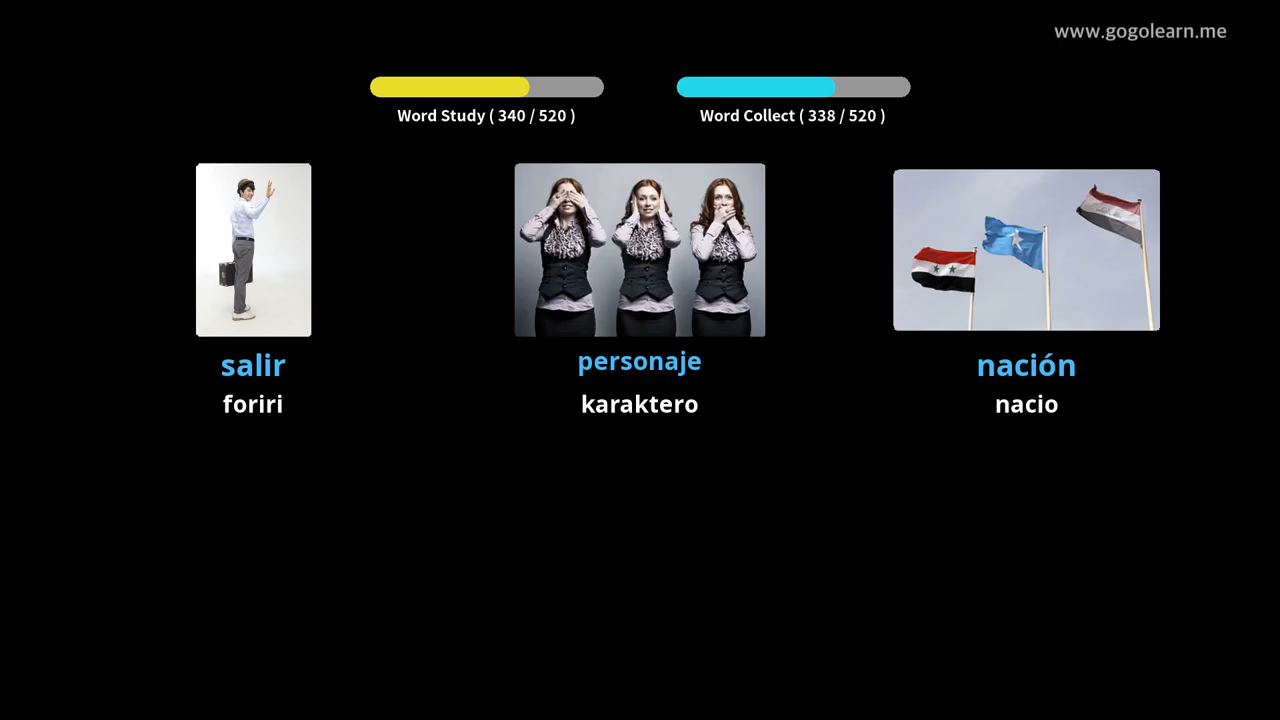 www.gogolearn.me
Word Study ( 340 / 520 )
Word Collect ( 338 / 520 )
salir
personaje
nación
foriri
karaktero
nacio